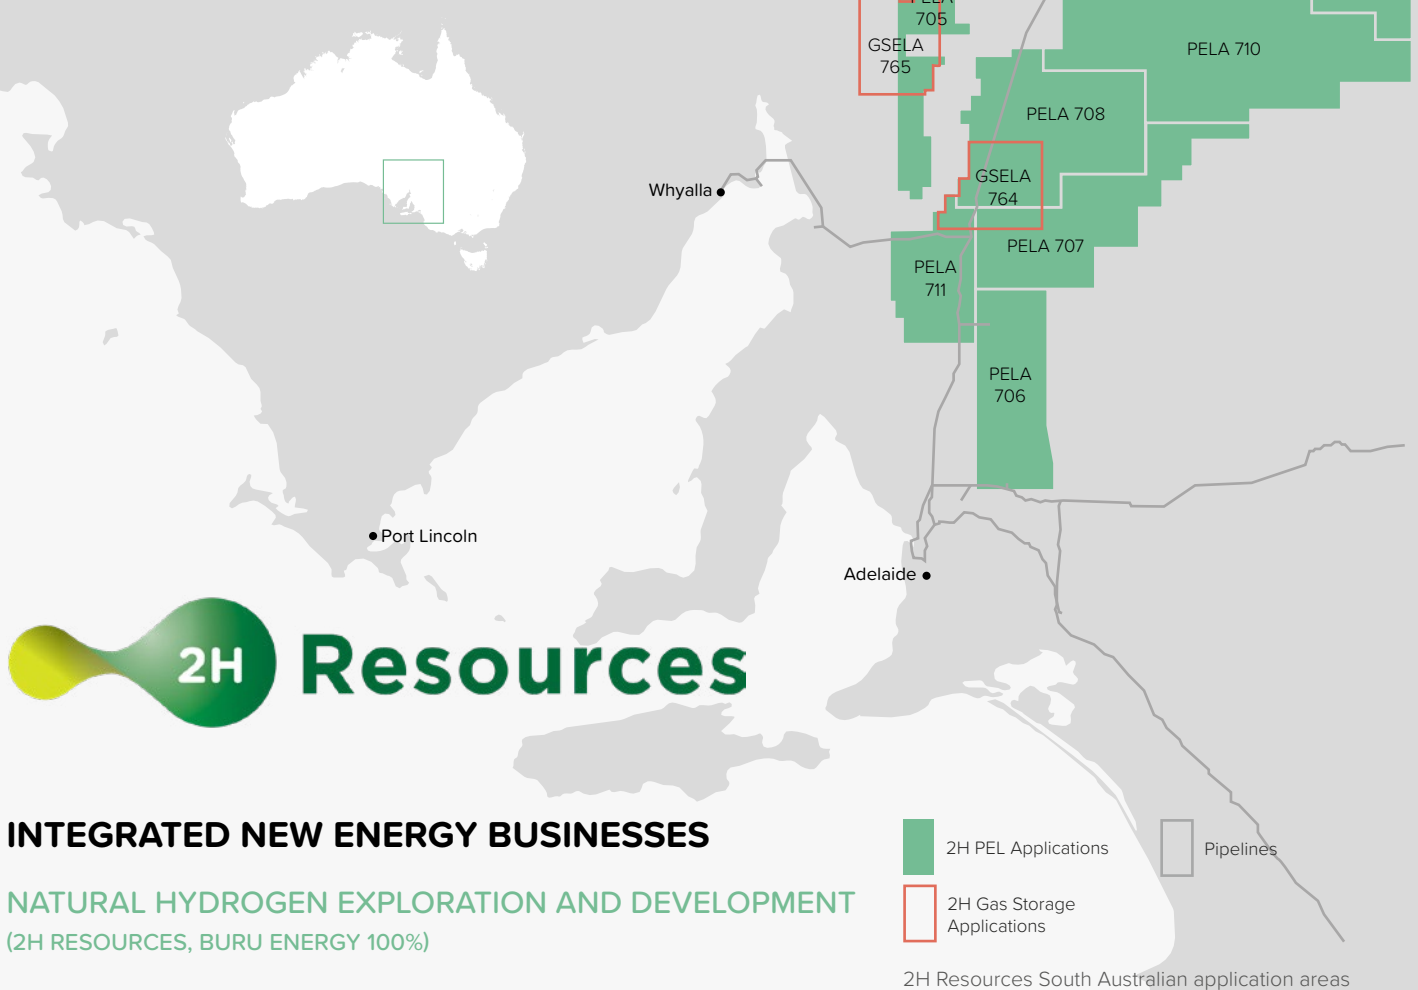 PELA
705
GSELA
765
PELA 710
PELA 708
GSELA
764
Whyalla
PELA 707
PELA
711
PELA
706
Port Lincoln
Adelaide
2H Resources
INTEGRATED NEW ENERGY BUSINESSES
NATURAL HYDROGEN EXPLORATION AND DEVELOPMENT
(2H RESOURCES, BURU ENERGY 100%)
2H PEL Applications
Pipelines
2H Gas Storage
Applications
2H Resources South Australian application areas